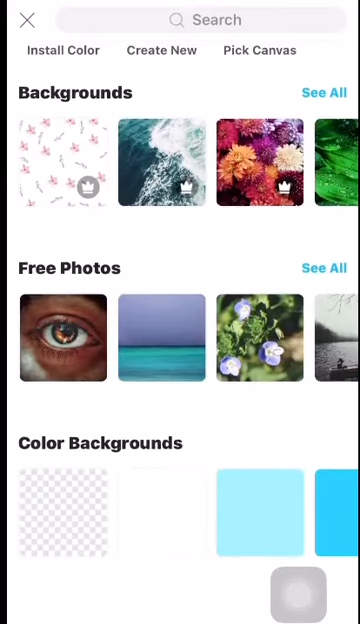 Search
Install Color Create New Pick Canvas
Backgrounds See All
Free Photos See All
Color Backgrounds